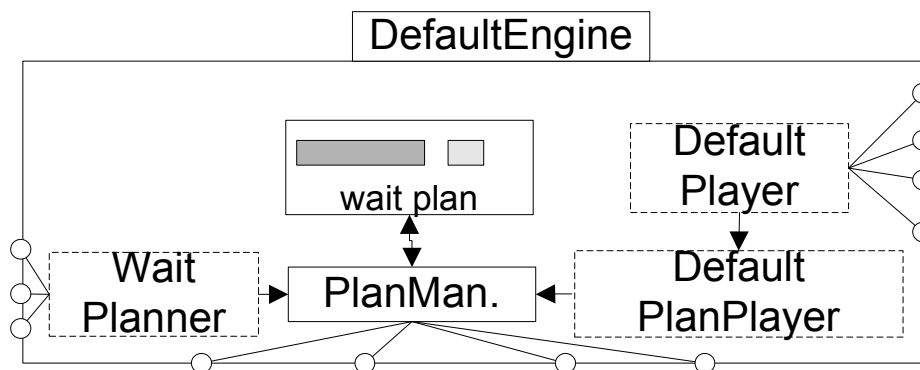 DefaultEngine
wait plan
Default
Player
Wait
Planner
PlanMan.
Default
PlanPlayer